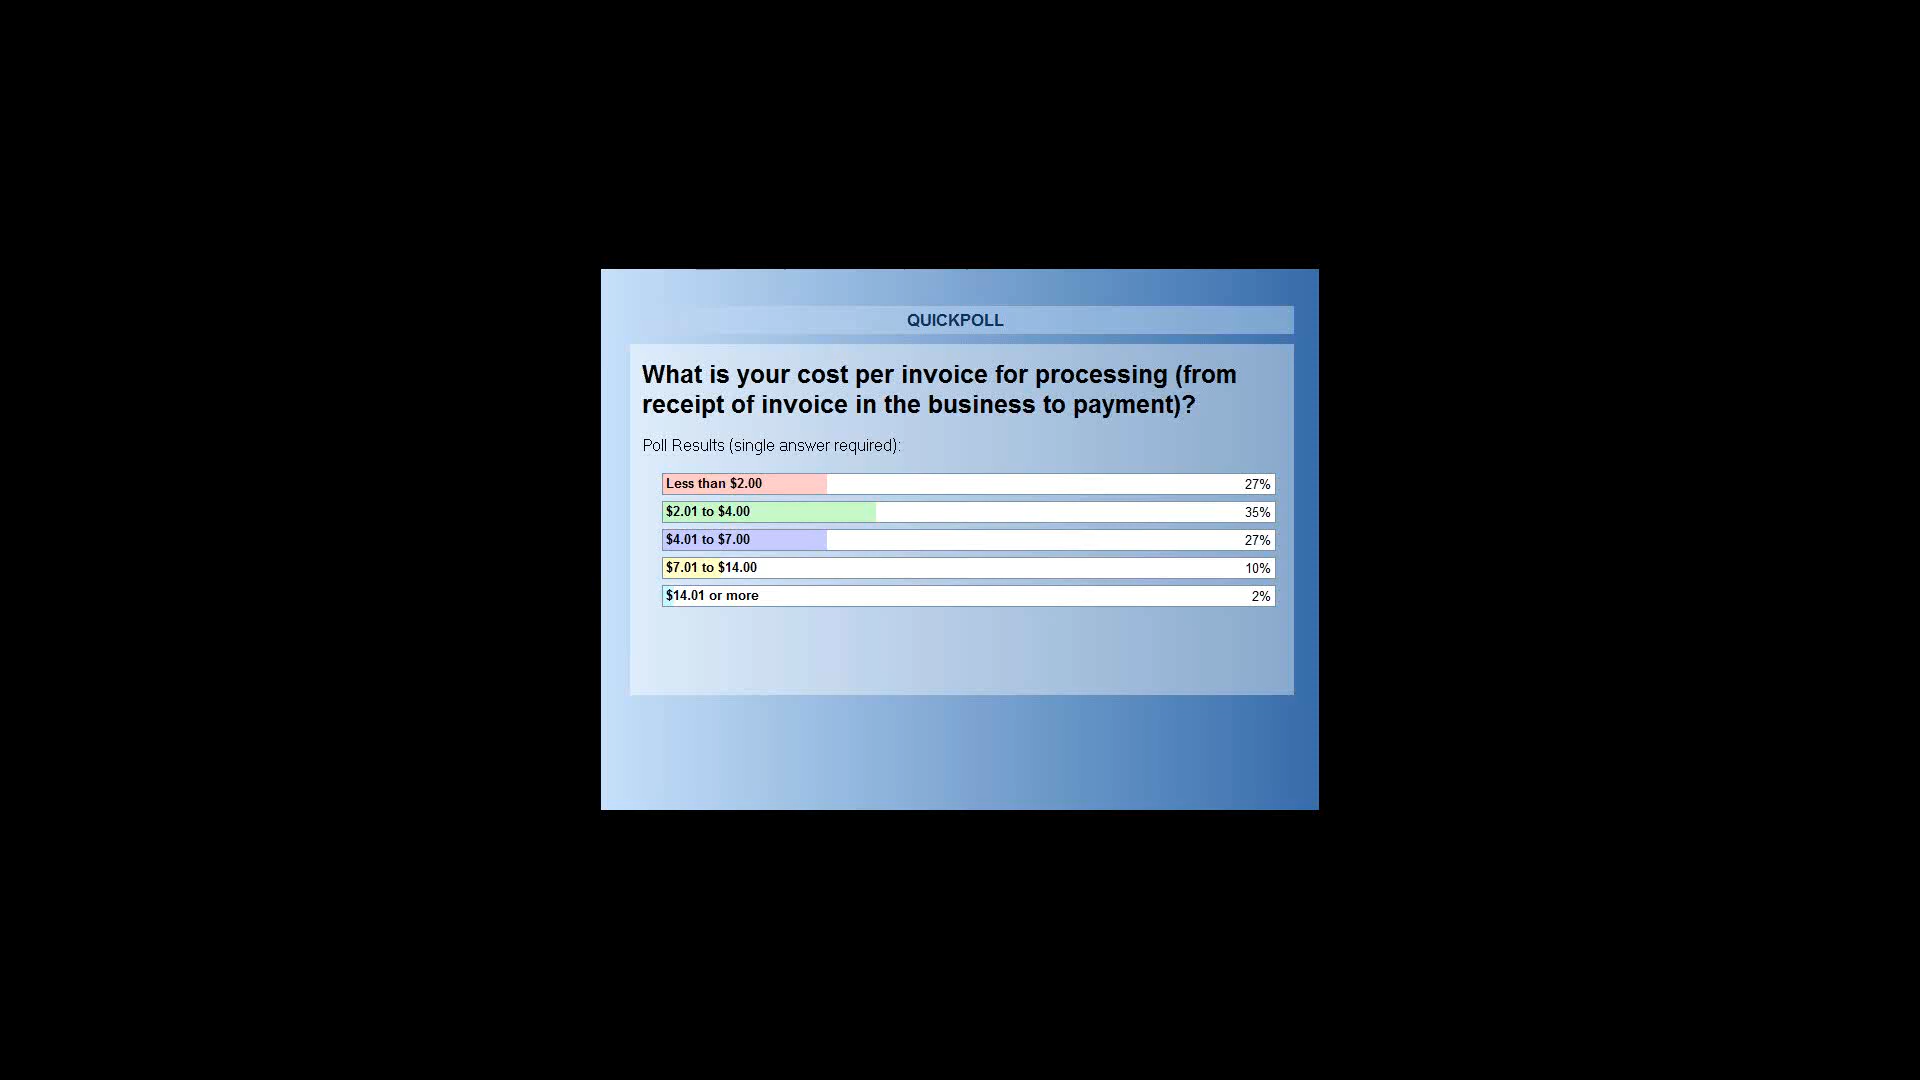 QUICKPOLL
What is your cost per invoice for processing (from
receipt of invoice in the business to payment)?
Poll Results (single answer required):
Less than $2.00 27%
$2.01 to $4.00 35%
$4.01 to $7.00 27%
$7.01 to $14.00 10%
$14.01 or more 2%